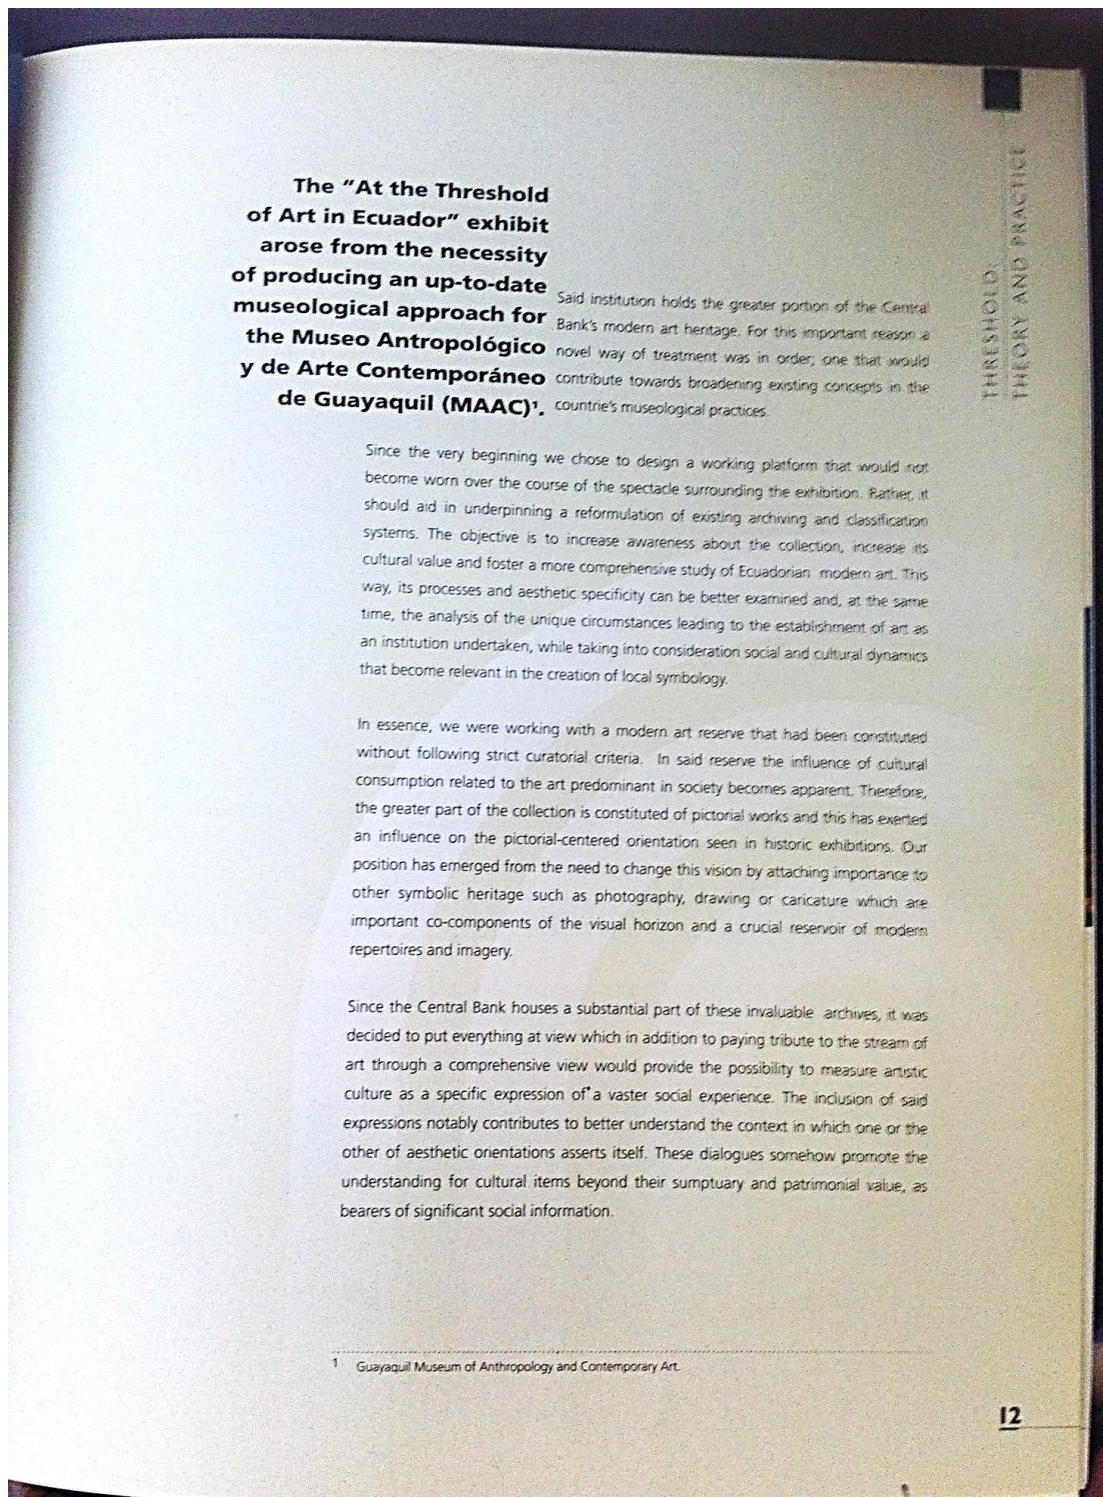 The “At the Threshold
of Art in Ecuador” exhibit
arose from the necessity
of producing an up-to-date
museological approach for
the Museo Antropológico
y de Arte Contemporáneo
de Guayaquil (MAAC)¹.
Said institution holds the greater portion of the Central
Bank's modern art heritage. For this important reason a
novel way of treatment was in order; one that would
contribute towards broadening existing concepts in the
countrie's museological practices.
Since the very beginning we chose to design a working platform that would not
become worn over the course of the spectacle surrounding the exhibition. Rather, it
should aid in underpinning a reformulation of existing archiving and classification
systems. The objective is to increase awareness about the collection, increase its
cultural value and foster a more comprehensive study of Ecuadorian modern art. This
way, its processes and aesthetic specificity can be better examined and, at the same
time, the analysis of the unique circumstances leading to the establishment of art as
an institution undertaken, while taking into consideration social and cultural dynamics
that become relevant in the creation of local symbology.
In essence, we were working with a modern art reserve that had been constituted
without following strict curatorial criteria. In said reserve the influence of cultural
consumption related to the art predominant in society becomes apparent. Therefore,
the greater part of the collection is constituted of pictorial works and this has exerted
an influence on the pictorial-centered orientation seen in historic exhibitions. Our
position has emerged from the need to change this vision by attaching importance to
other symbolic heritage such as photography, drawing or caricature which are
important co-components of the visual horizon and a crucial reservoir of modern
repertoires and imagery.
Since the Central Bank houses a substantial part of these invaluable archives, it was
decided to put everything at view which in addition to paying tribute to the stream of
art through a comprehensive view would provide the possibility to measure artistic
culture as a specific expression of a vaster social experience. The inclusion of said
expressions notably contributes to better understand the context in which one or the
other of aesthetic orientations asserts itself. These dialogues somehow promote the
understanding for cultural items beyond their sumptuary and patrimonial value, as
bearers of significant social information.
1 Guayaquil Museum of Anthropology and Contemporary Art.
THRESHOLD:
THEORY AND PRACTICE
12